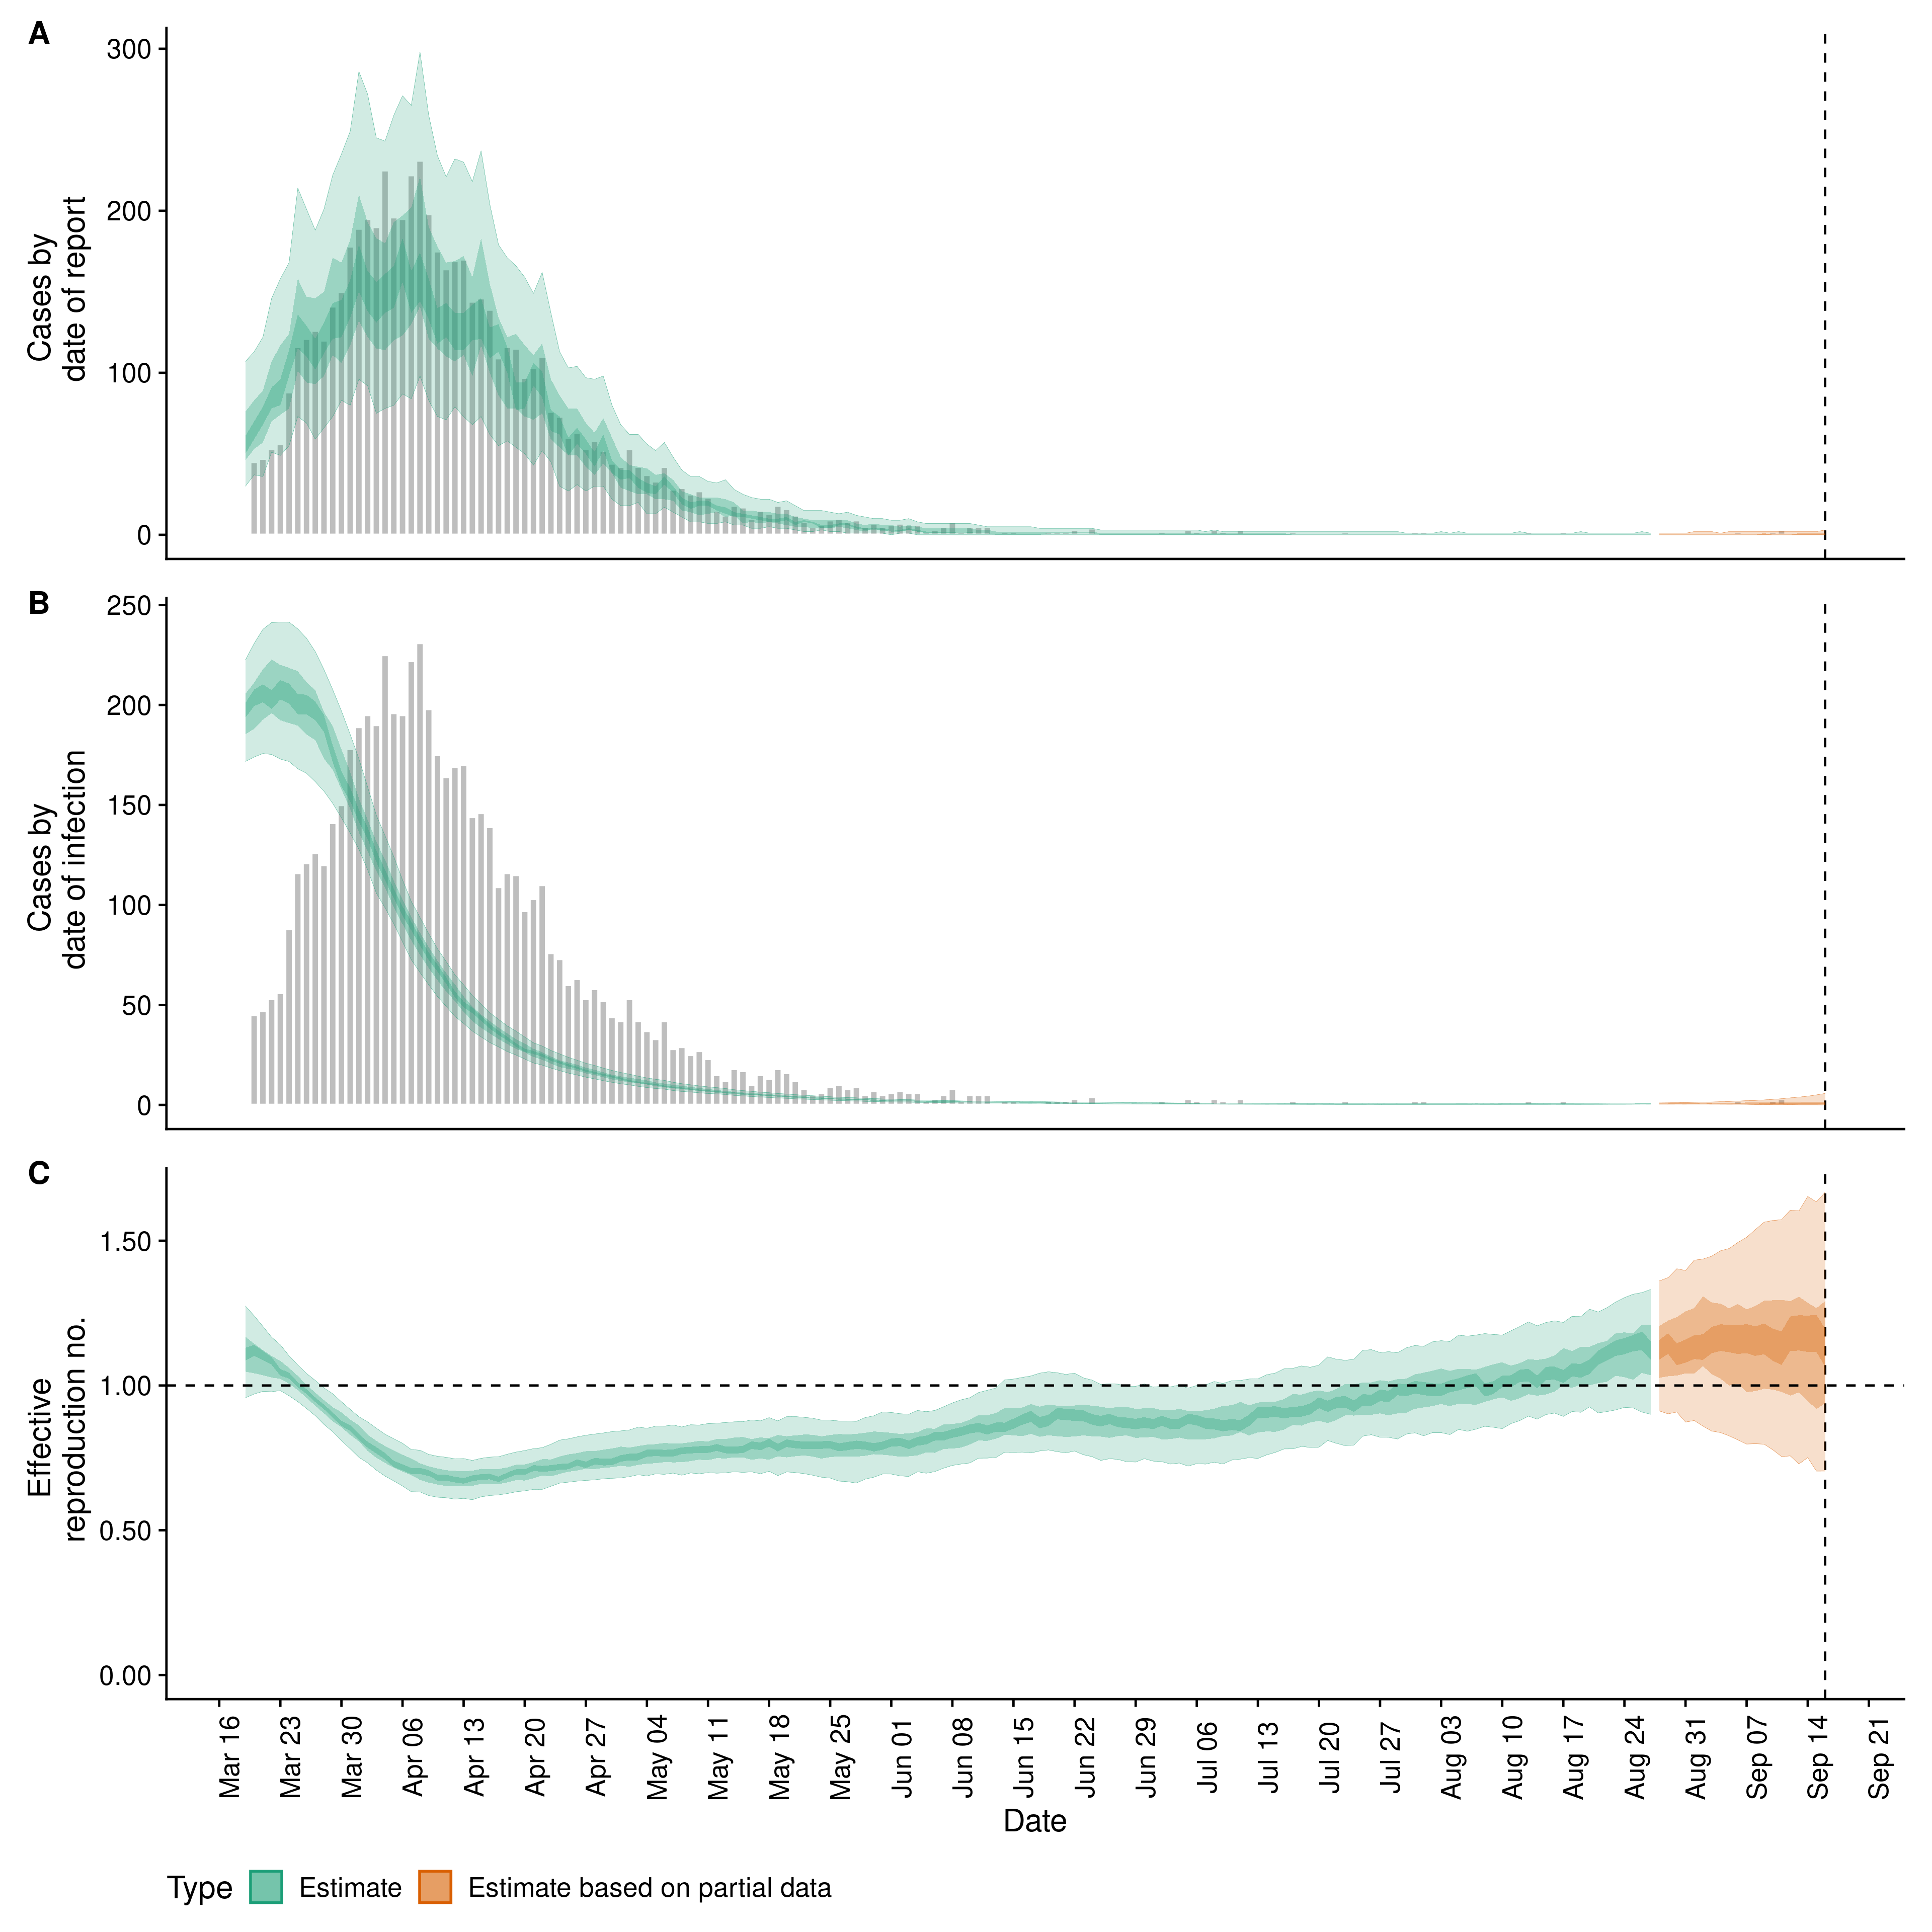 A
Cases by
date of report
300
200
100
0
B
Cases by
date of infection
250
200
150
100
50
0
C
Effective
reproduction no.
1.50
1.00
0.50
0.00
Mar 16
Mar 23
Mar 30
Apr 06
Apr 13
Apr 20
Apr 27
May 04
May 11
May 18
May 25
Jun 01
Jun 08
Jun 15
Jun 22
Jun 29
Jul 06
Jul 13
Jul 20
Jul 27
Aug 03
Aug 10
Aug 17
Aug 24
Aug 31
Sep 07
Sep 14
Sep 21
Date
Type Estimate Estimate based on partial data